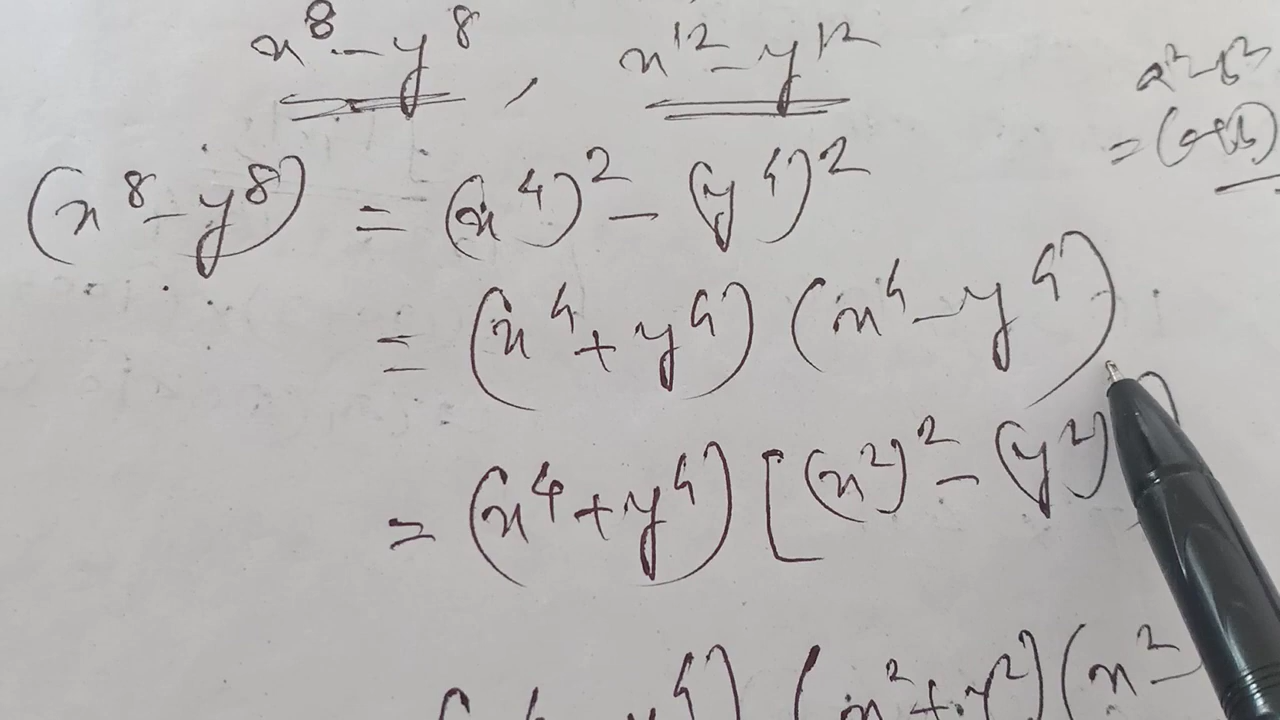 x⁸ - y⁸ , x¹² - y¹²
a² - b²
= (a+b)
(x⁸ - y⁸) = (x⁴)² - (y⁴)²
= (x⁴ + y⁴) (x⁴ - y⁴)
= (x⁴ + y⁴) [(x²)² - (y²)
y⁴) (x² + y²) (x² -